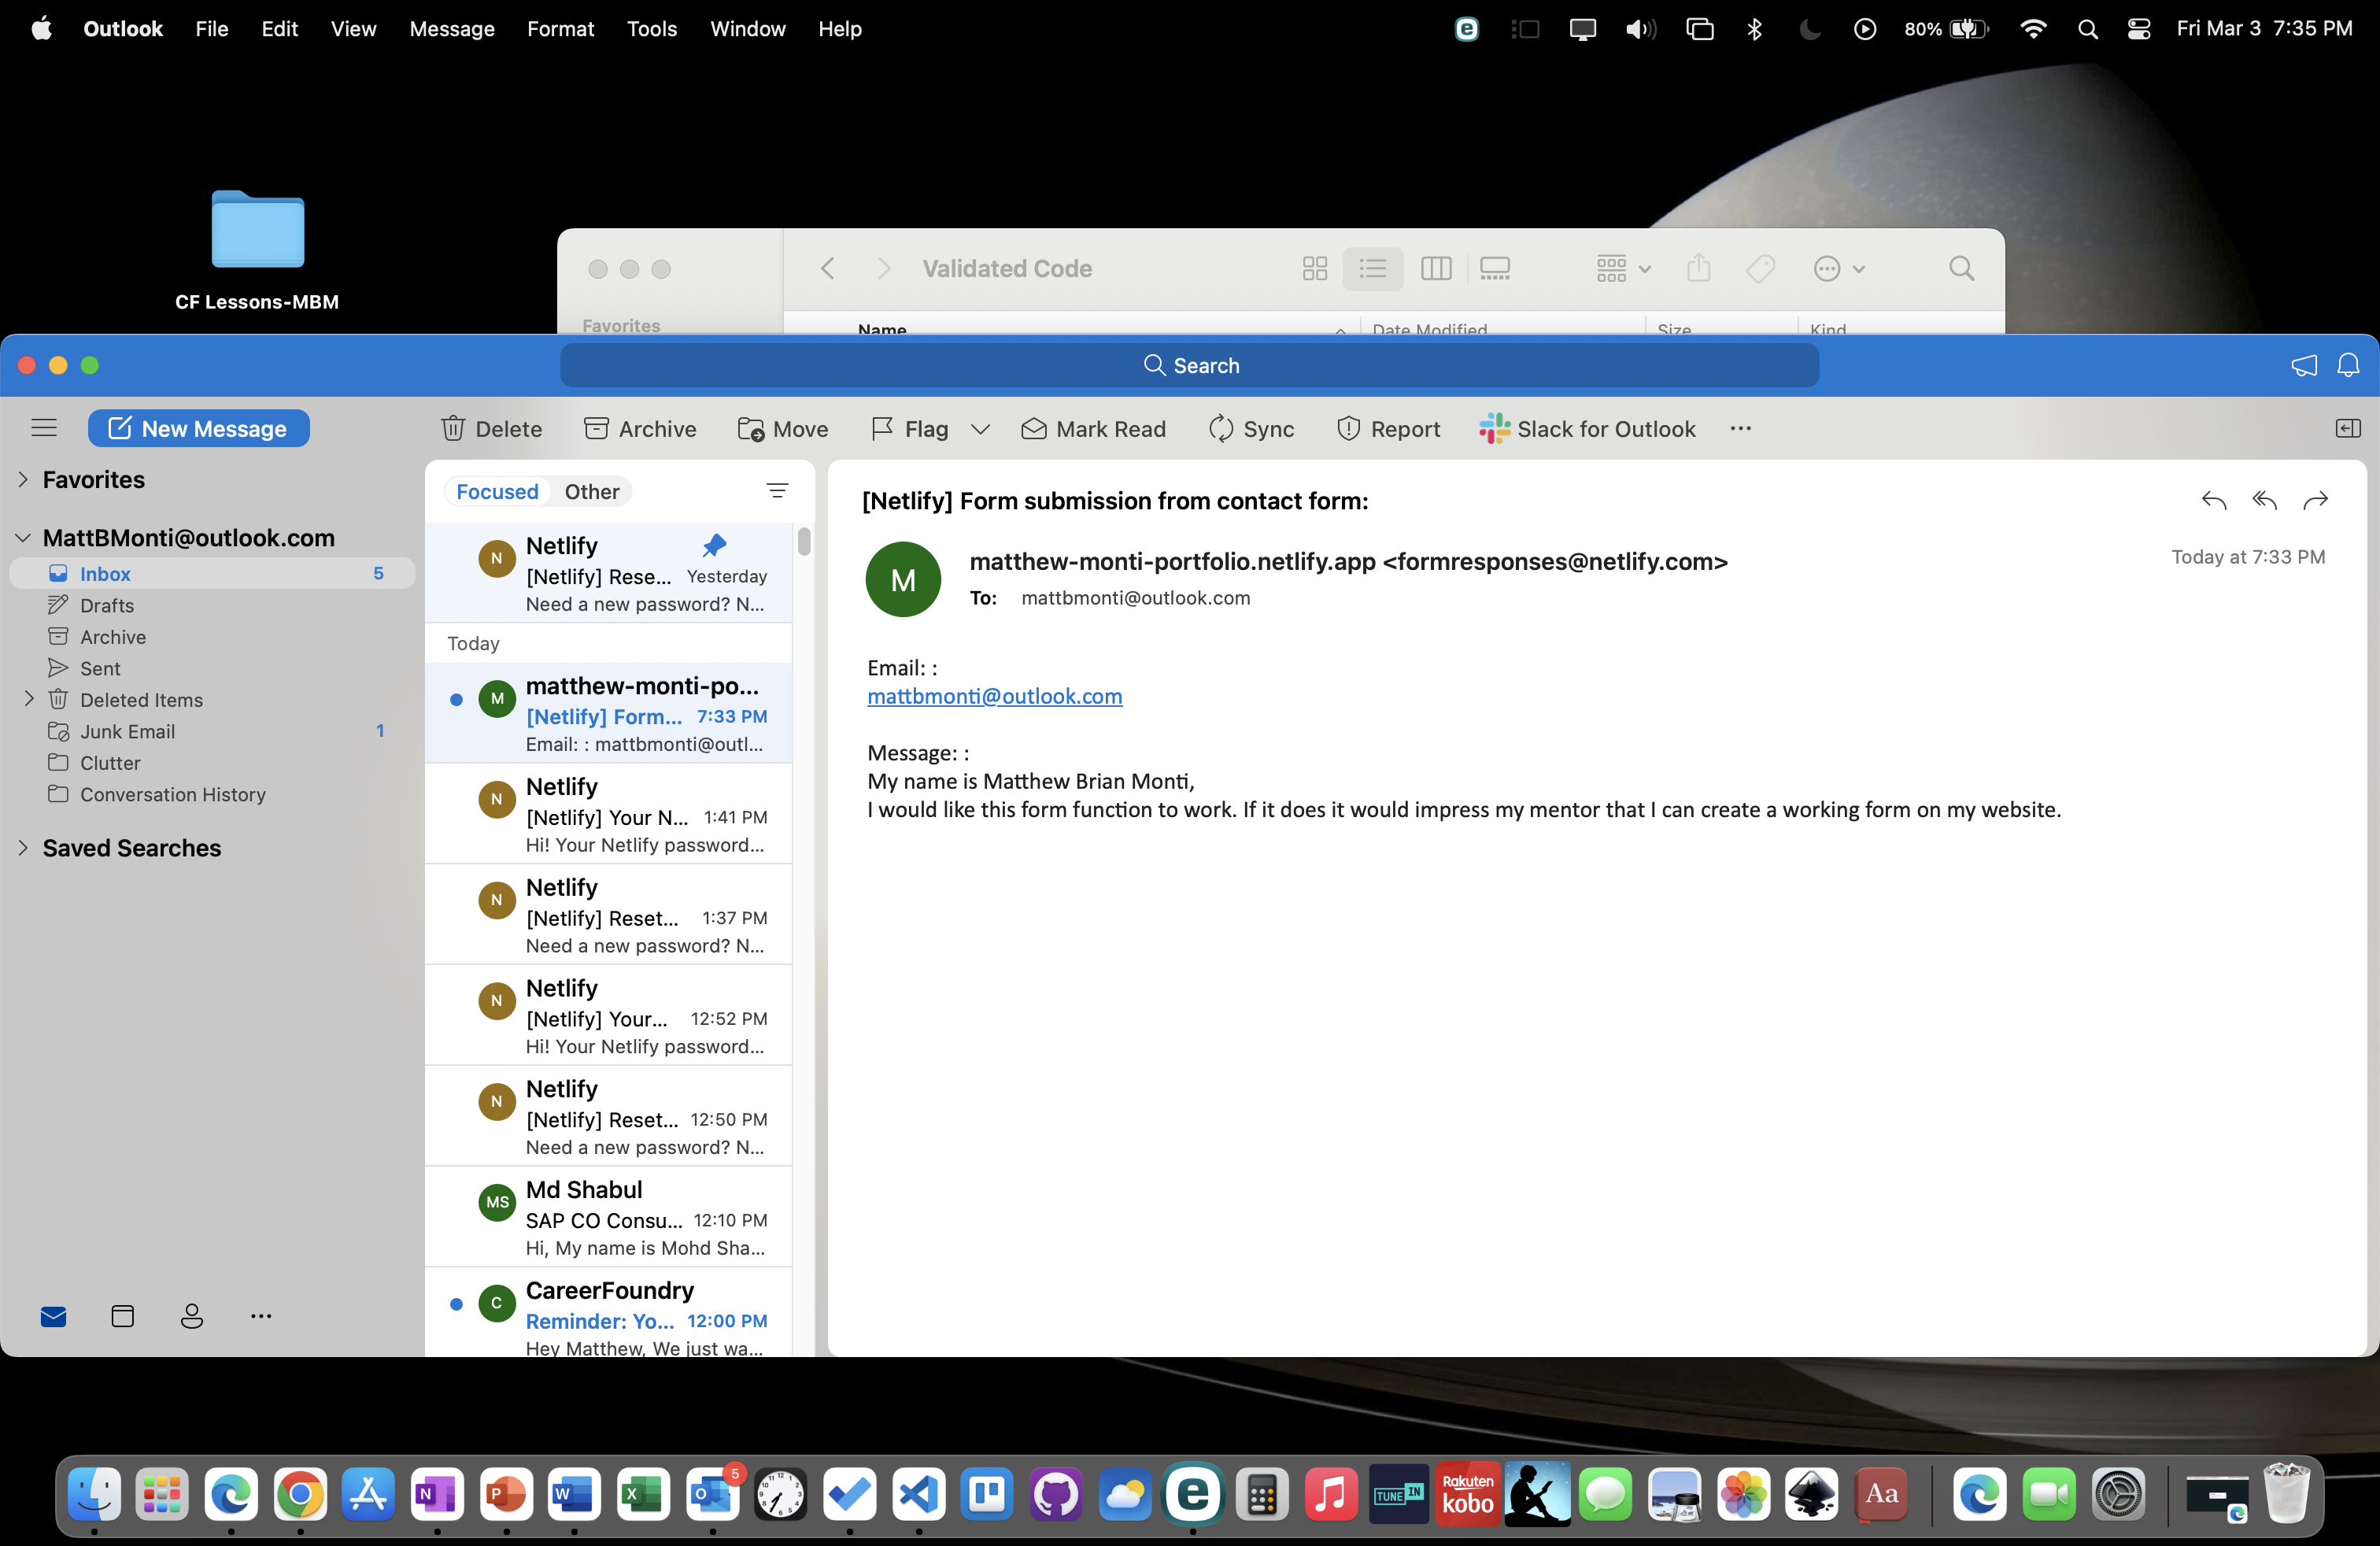 Outlook File Edit View Message Format Tools Window Help
80% Fri Mar 3 7:35 PM
CF Lessons-MBM
Validated Code
Favorites
Name Date Modified Size Kind
Search
New Message
Delete Archive Move Flag Mark Read Sync Report Slack for Outlook ...
Favorites
MattBMonti@outlook.com
Inbox 5
Drafts
Archive
Sent
Deleted Items
Junk Email 1
Clutter
Conversation History
Saved Searches
Focused Other
N
Netlify
[Netlify] Rese... Yesterday
Need a new password? N...
Today
M
matthew-monti-po...
[Netlify] Form... 7:33 PM
Email: : mattbmonti@outl...
N
Netlify
[Netlify] Your N... 1:41 PM
Hi! Your Netlify password...
N
Netlify
[Netlify] Reset... 1:37 PM
Need a new password? N...
N
Netlify
[Netlify] Your... 12:52 PM
Hi! Your Netlify password...
N
Netlify
[Netlify] Reset... 12:50 PM
Need a new password? N...
MS
Md Shabul
SAP CO Consu... 12:10 PM
Hi, My name is Mohd Sha...
C
CareerFoundry
Reminder: Yo... 12:00 PM
Hey Matthew, We just wa...
[Netlify] Form submission from contact form:
M
matthew-monti-portfolio.netlify.app <formresponses@netlify.com>
Today at 7:33 PM
To: mattbmonti@outlook.com
Email: :
mattbmonti@outlook.com
Message: :
My name is Matthew Brian Monti,
I would like this form function to work. If it does it would impress my mentor that I can create a working form on my website.
N P W X O 5 e TUNE IN Rakuten kobo Aa